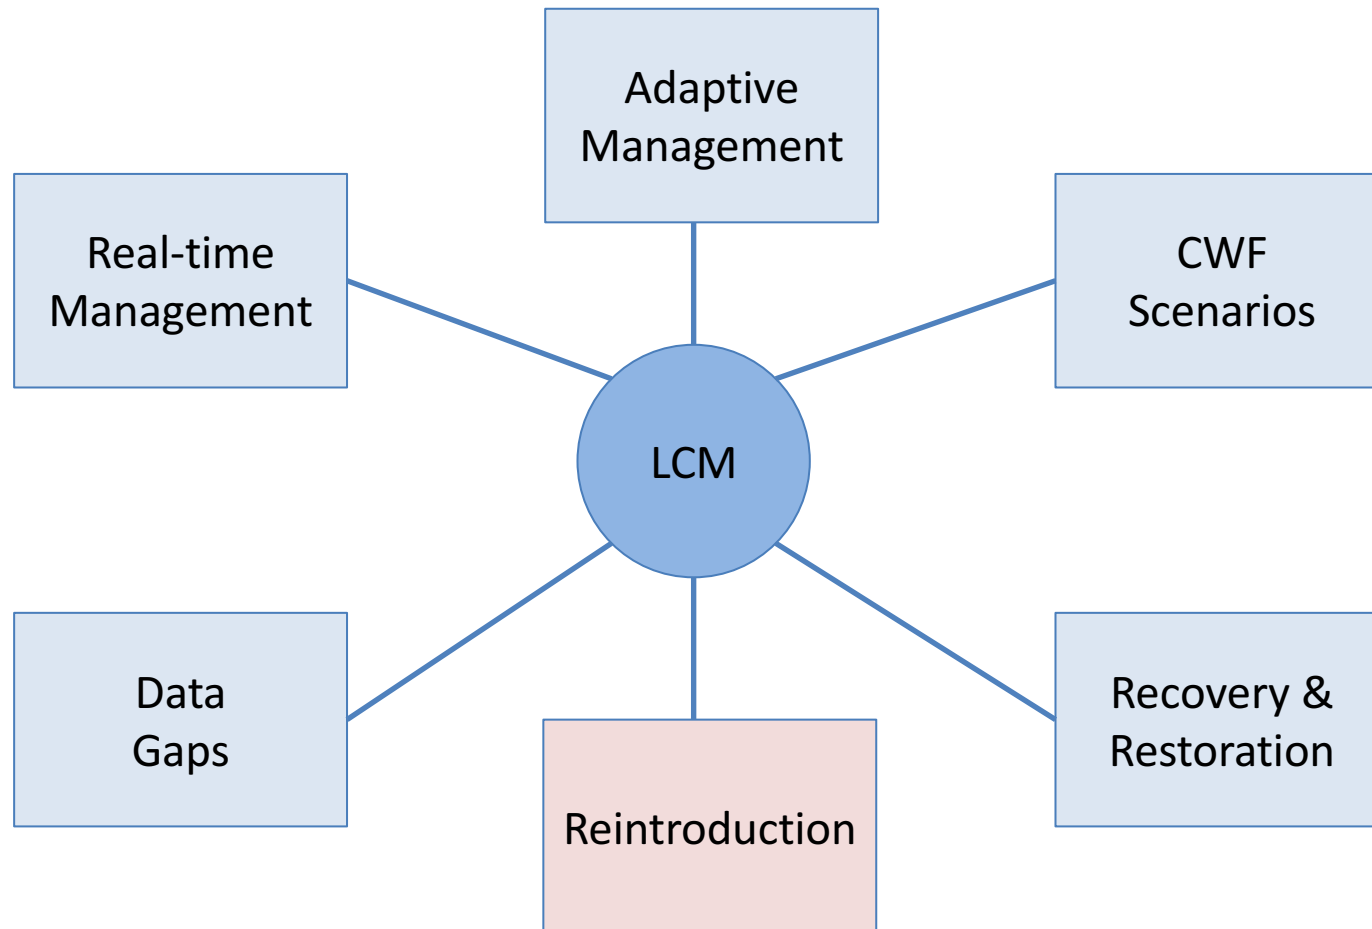 Adaptive
Management
Real-time
Management
CWF
Scenarios
LCM
Data
Gaps
Recovery &
Restoration
Reintroduction